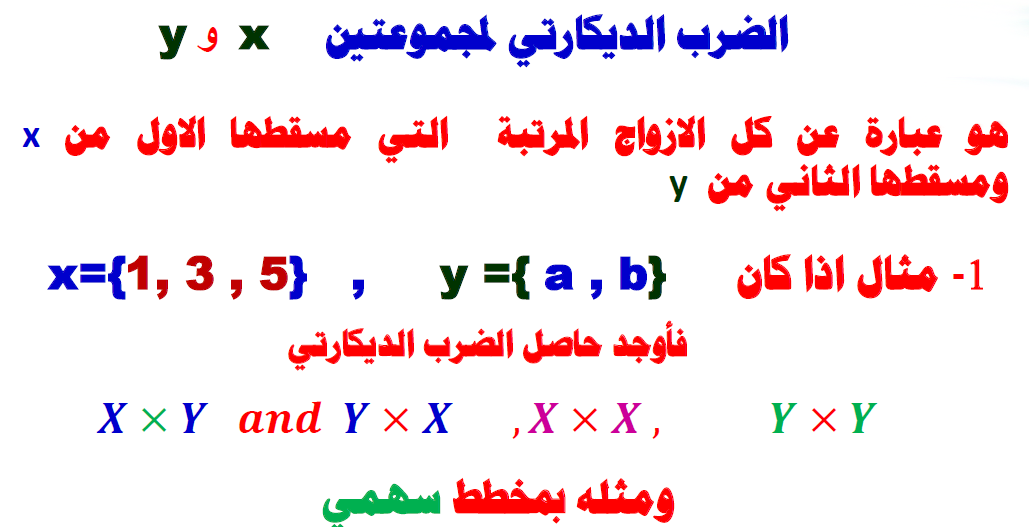 الضرب الديكارتي لمجموعتين x و y
هو عبارة عن كل الازواج المرتبة التي مسقطها الاول من x
ومسقطها الثاني من y
1- مثال اذا كان x={1, 3 , 5} , y ={ a , b}
فأوجد حاصل الضرب الديكارتي
X × Y and Y × X , X × X , Y × Y
ومثله بمخطط سهمي